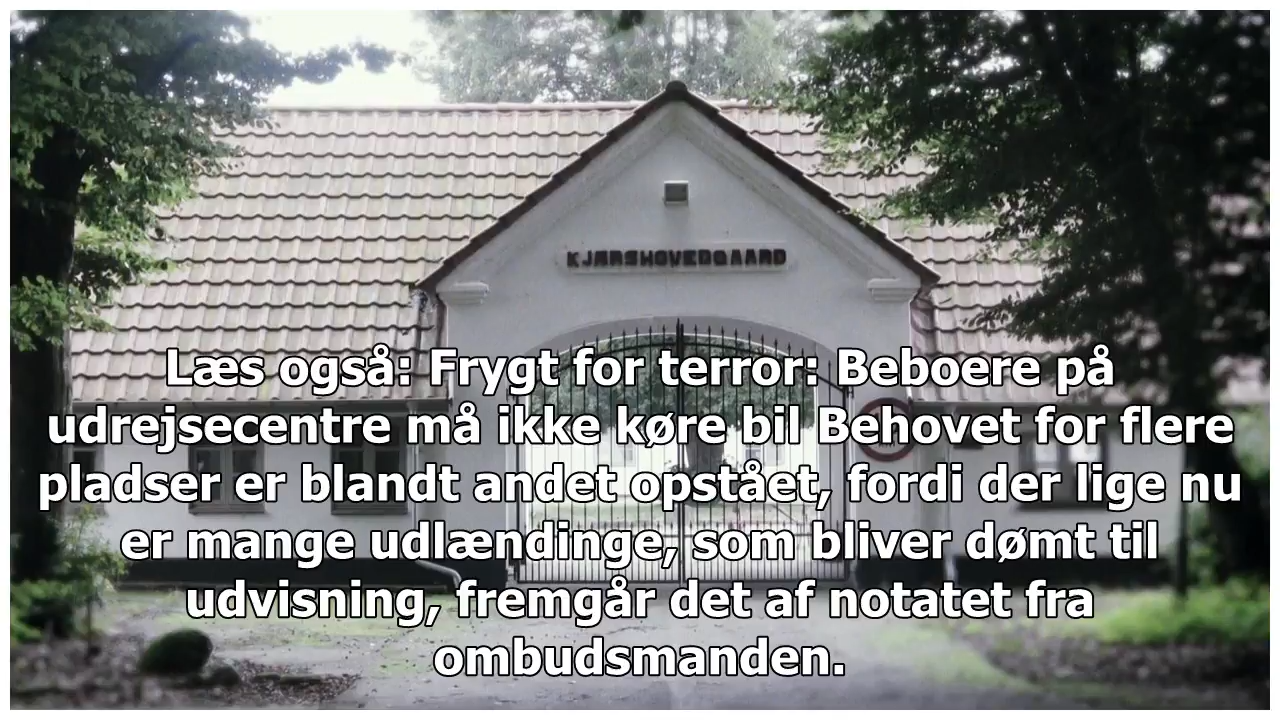 KJÆRSHOVEDGAARD
Læs også: Frygt for terror: Beboere på
udrejsecentre må ikke køre bil Behovet for flere
pladser er blandt andet opstået, fordi der lige nu
er mange udlændinge, som bliver dømt til
udvisning, fremgår det af notatet fra
ombudsmanden.